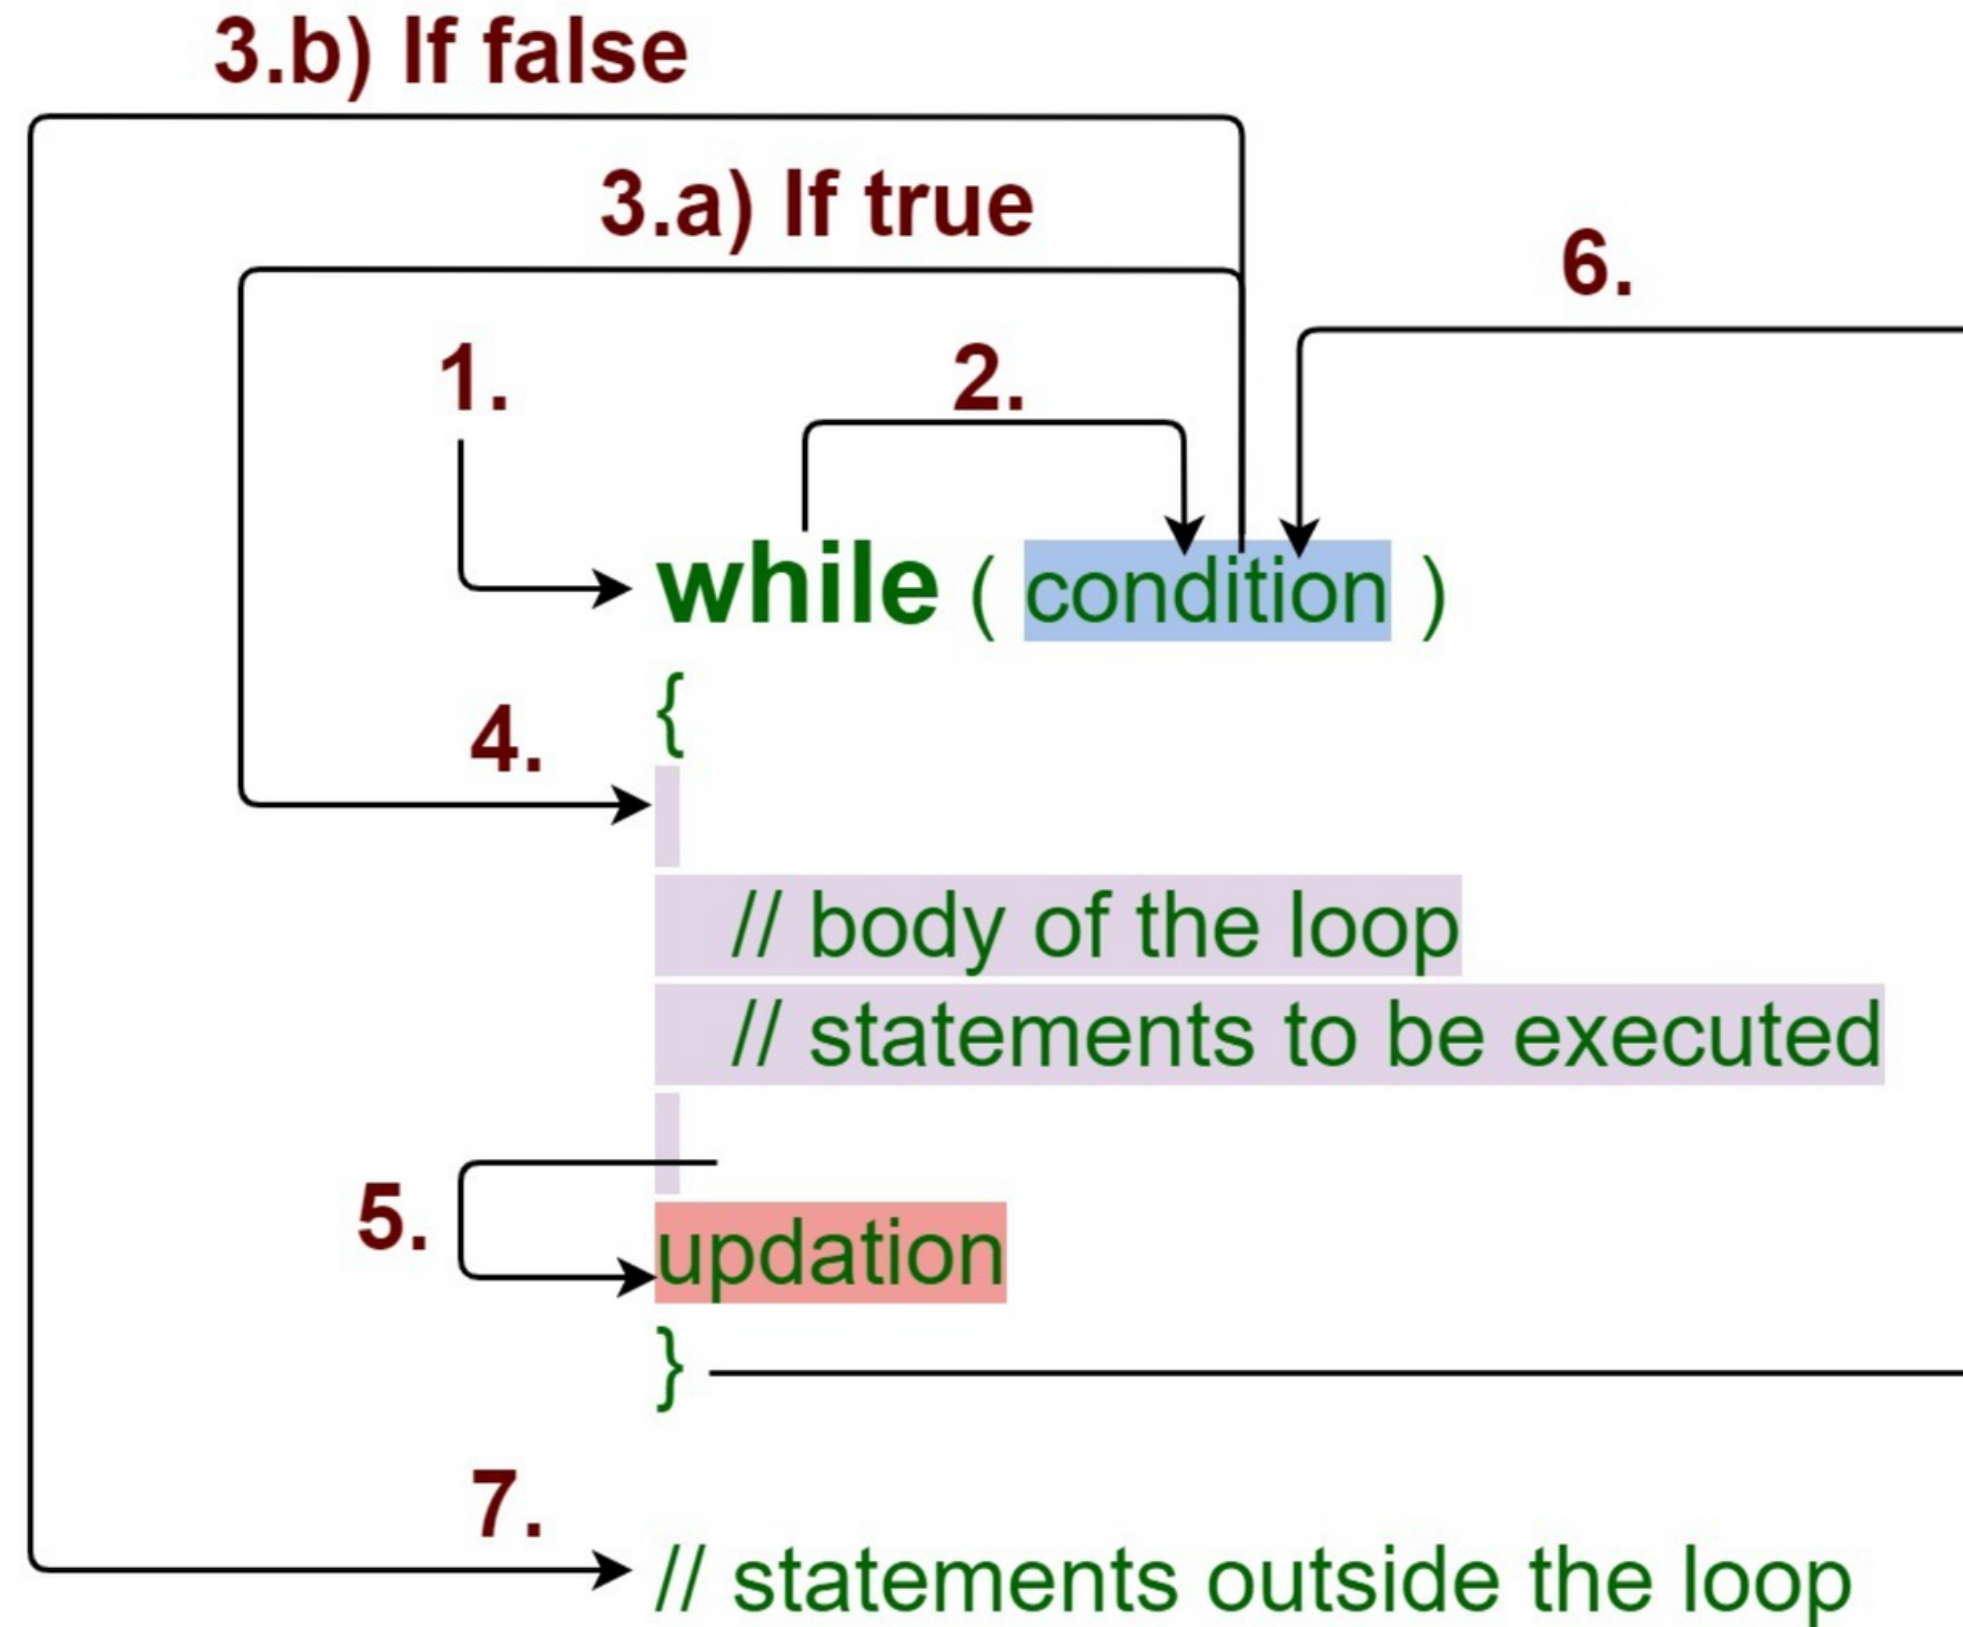 3.b) If false
3.a) If true
6.
1.
2.
while ( condition )
{
4.
// body of the loop
// statements to be executed
5.
updation
}
7.
// statements outside the loop